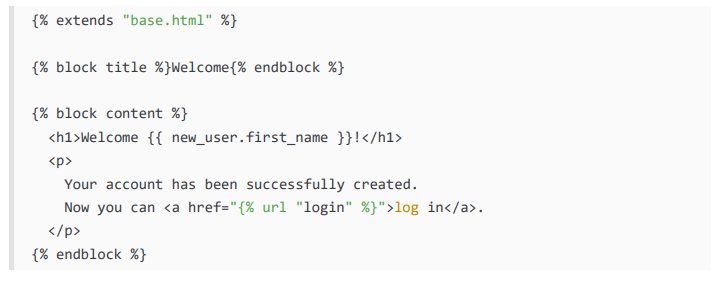 {% extends "base.html" %}
{% block title %}Welcome{% endblock %}
{% block content %}
<h1>Welcome {{ new_user.first_name }}!</h1>
<p>
Your account has been successfully created.
Now you can <a href="{% url "login" %}">log in</a>.
</p>
{% endblock %}